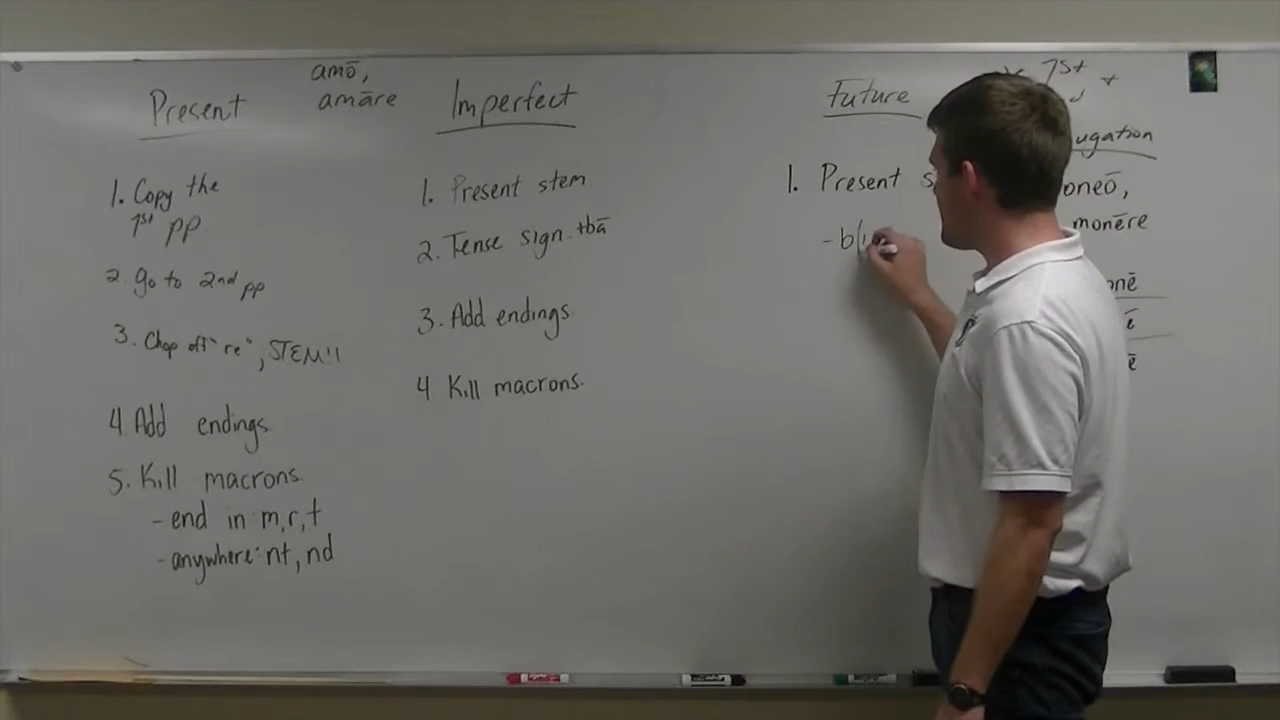 Present
amō,
amāre
1. Copy the
1st pp.
2. Go to 2nd pp
3. Chop off "re", STEM!!
4. Add endings.
5. Kill macrons.
- end in m, r, t
- anywhere: nt, nd
Imperfect
1. Present stem
2. Tense sign. +bā
3. Add endings.
4 Kill macrons.
Future
1. Present s
- b(i
1st +
ugation
oneō,
monēre
onē
ē
ē